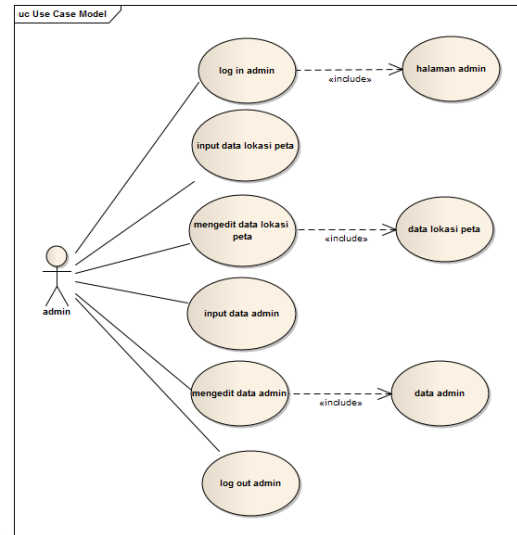 uc Use Case Model
log in admin
«include»
halaman admin
input data lokasi peta
mengedit data lokasi
peta
«include»
data lokasi peta
admin
input data admin
mengedit data admin
«include»
data admin
log out admin